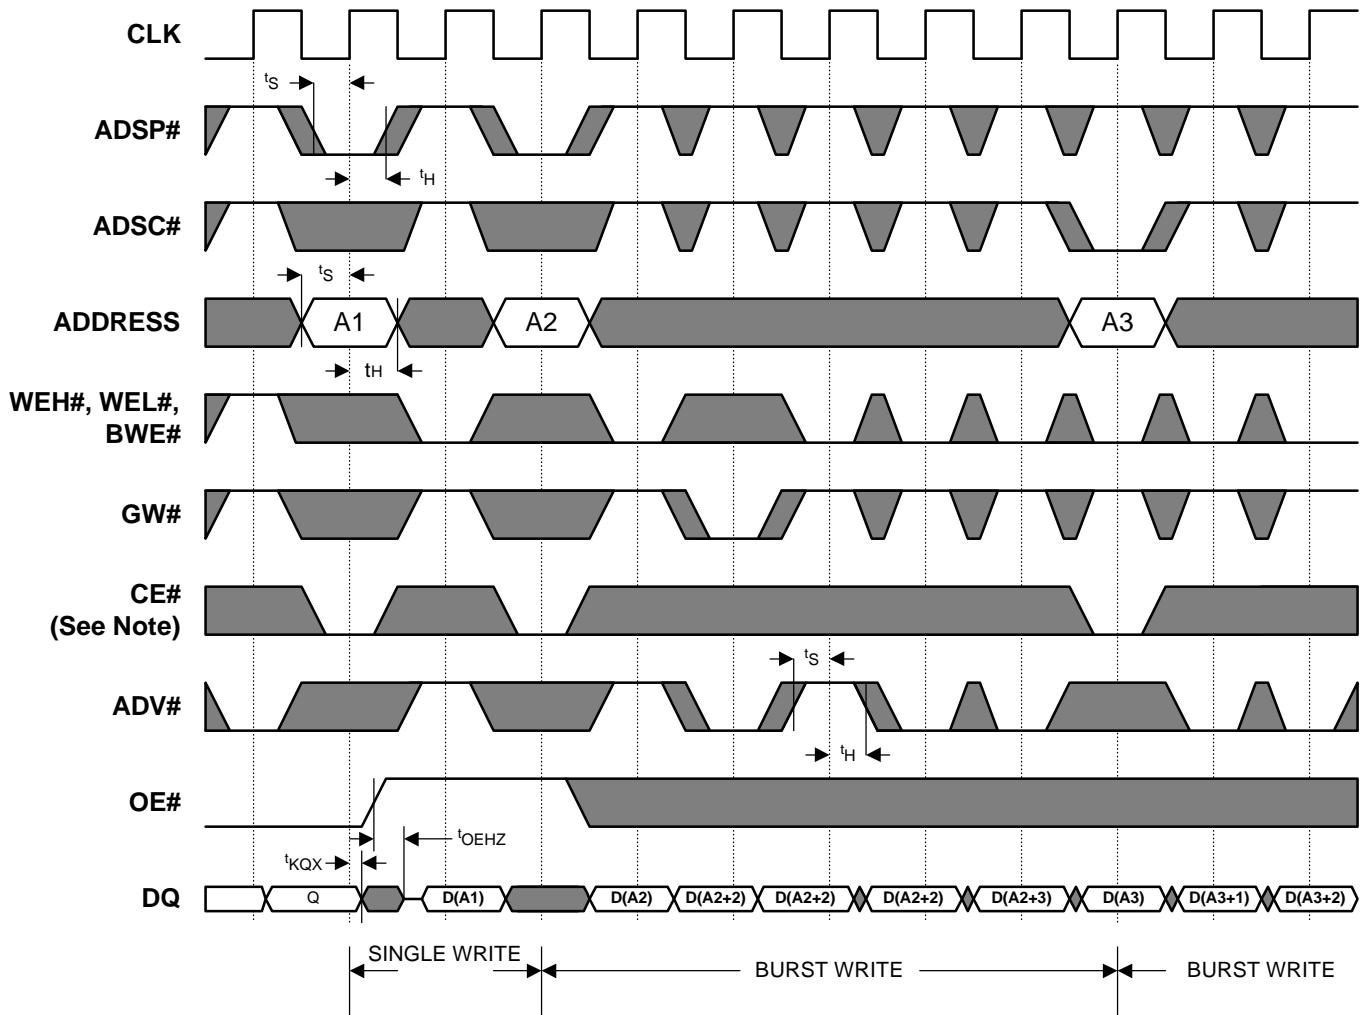 CLK
tS
ADSP#
tH
ADSC#
tS
ADDRESS
A1
A2
A3
tH
WEH#, WEL#,
BWE#
GW#
CE#
(See Note)
tS
ADV#
tH
OE#
tOEHZ
tKQX
DQ
Q
D(A1)
D(A2)
D(A2+2)
D(A2+2)
D(A2+2)
D(A2+3)
D(A3)
D(A3+1)
D(A3+2)
SINGLE WRITE
BURST WRITE
BURST WRITE